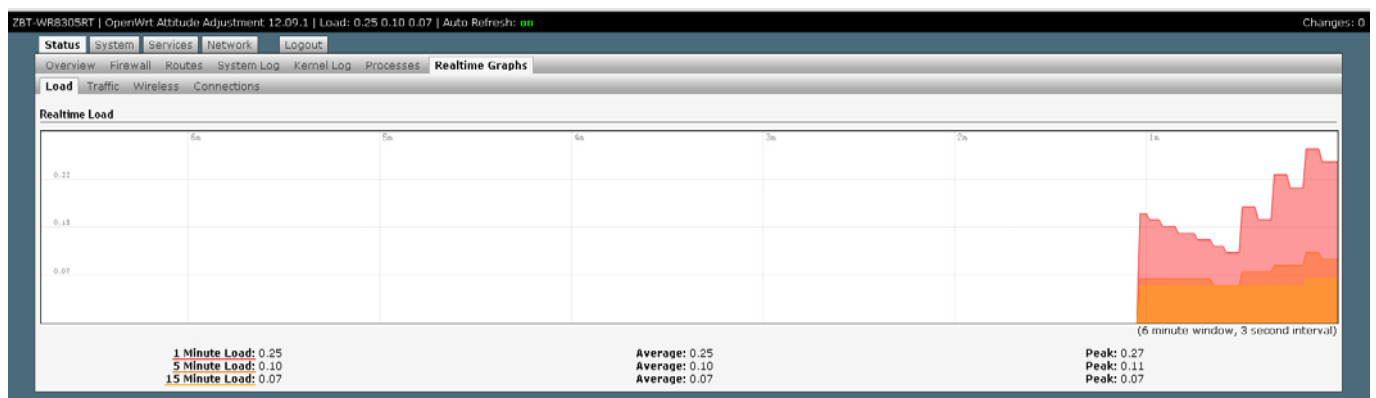 ZBT-WR8305RT | OpenWrt Attitude Adjustment 12.09.1 | Load: 0.25 0.10 0.07 | Auto Refresh: on Changes: 0
Status System Services Network Logout
Overview Firewall Routes System Log Kernel Log Processes Realtime Graphs
Load Traffic Wireless Connections
Realtime Load
6m 5m 4m 3m 2m 1m
0.22
0.15
0.07
(6 minute window, 3 second interval)
1 Minute Load: 0.25 Average: 0.25 Peak: 0.27
5 Minute Load: 0.10 Average: 0.10 Peak: 0.11
15 Minute Load: 0.07 Average: 0.07 Peak: 0.07